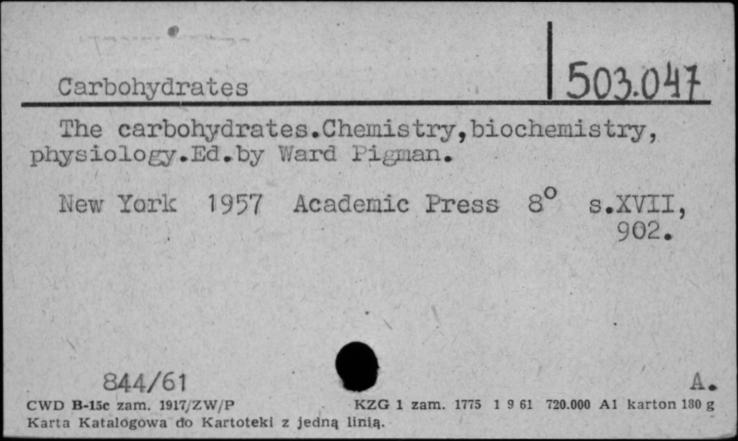 Carbohydrates
503.047
The carbohydrates.Chemistry,biochemistry,
physiology.Ed.by Ward Pigman.
New York 1957 Academic Press 8° s.XVII,
902.
844/61
A.
CWD B-15c zam. 1917/ZW/P KZG 1 zam. 1775 1 9 61 720.000 A1 karton 180 g
Karta Katalogowa do Kartoteki z jedną linią.